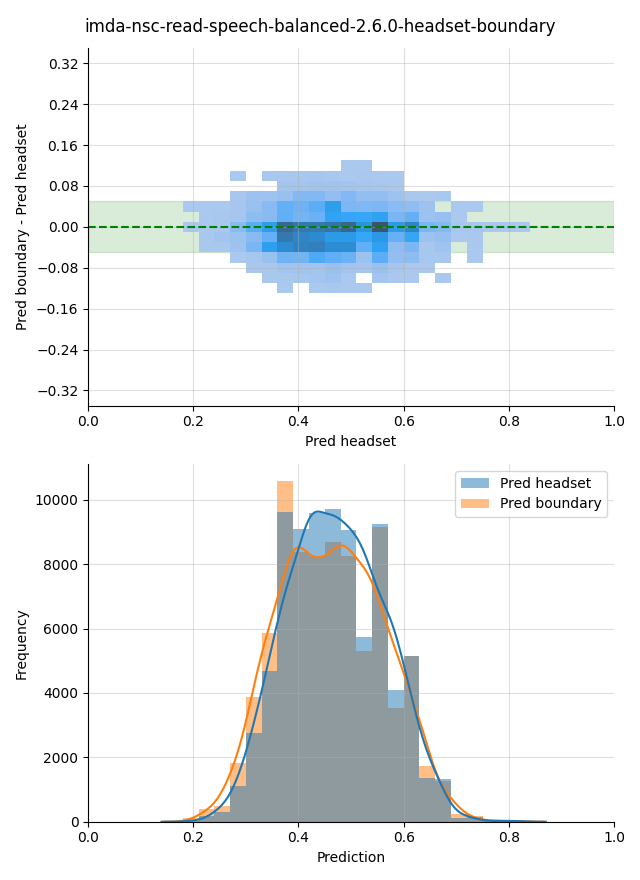 imda-nsc-read-speech-balanced-2.6.0-headset-boundary
0.32
0.24
0.16
0.08
0.00
−0.08
−0.16
−0.24
−0.32
Pred boundary - Pred headset
0.0 0.2 0.4 0.6 0.8 1.0
Pred headset
Pred headset
Pred boundary
10000
8000
6000
4000
2000
0
Frequency
0.0 0.2 0.4 0.6 0.8 1.0
Prediction